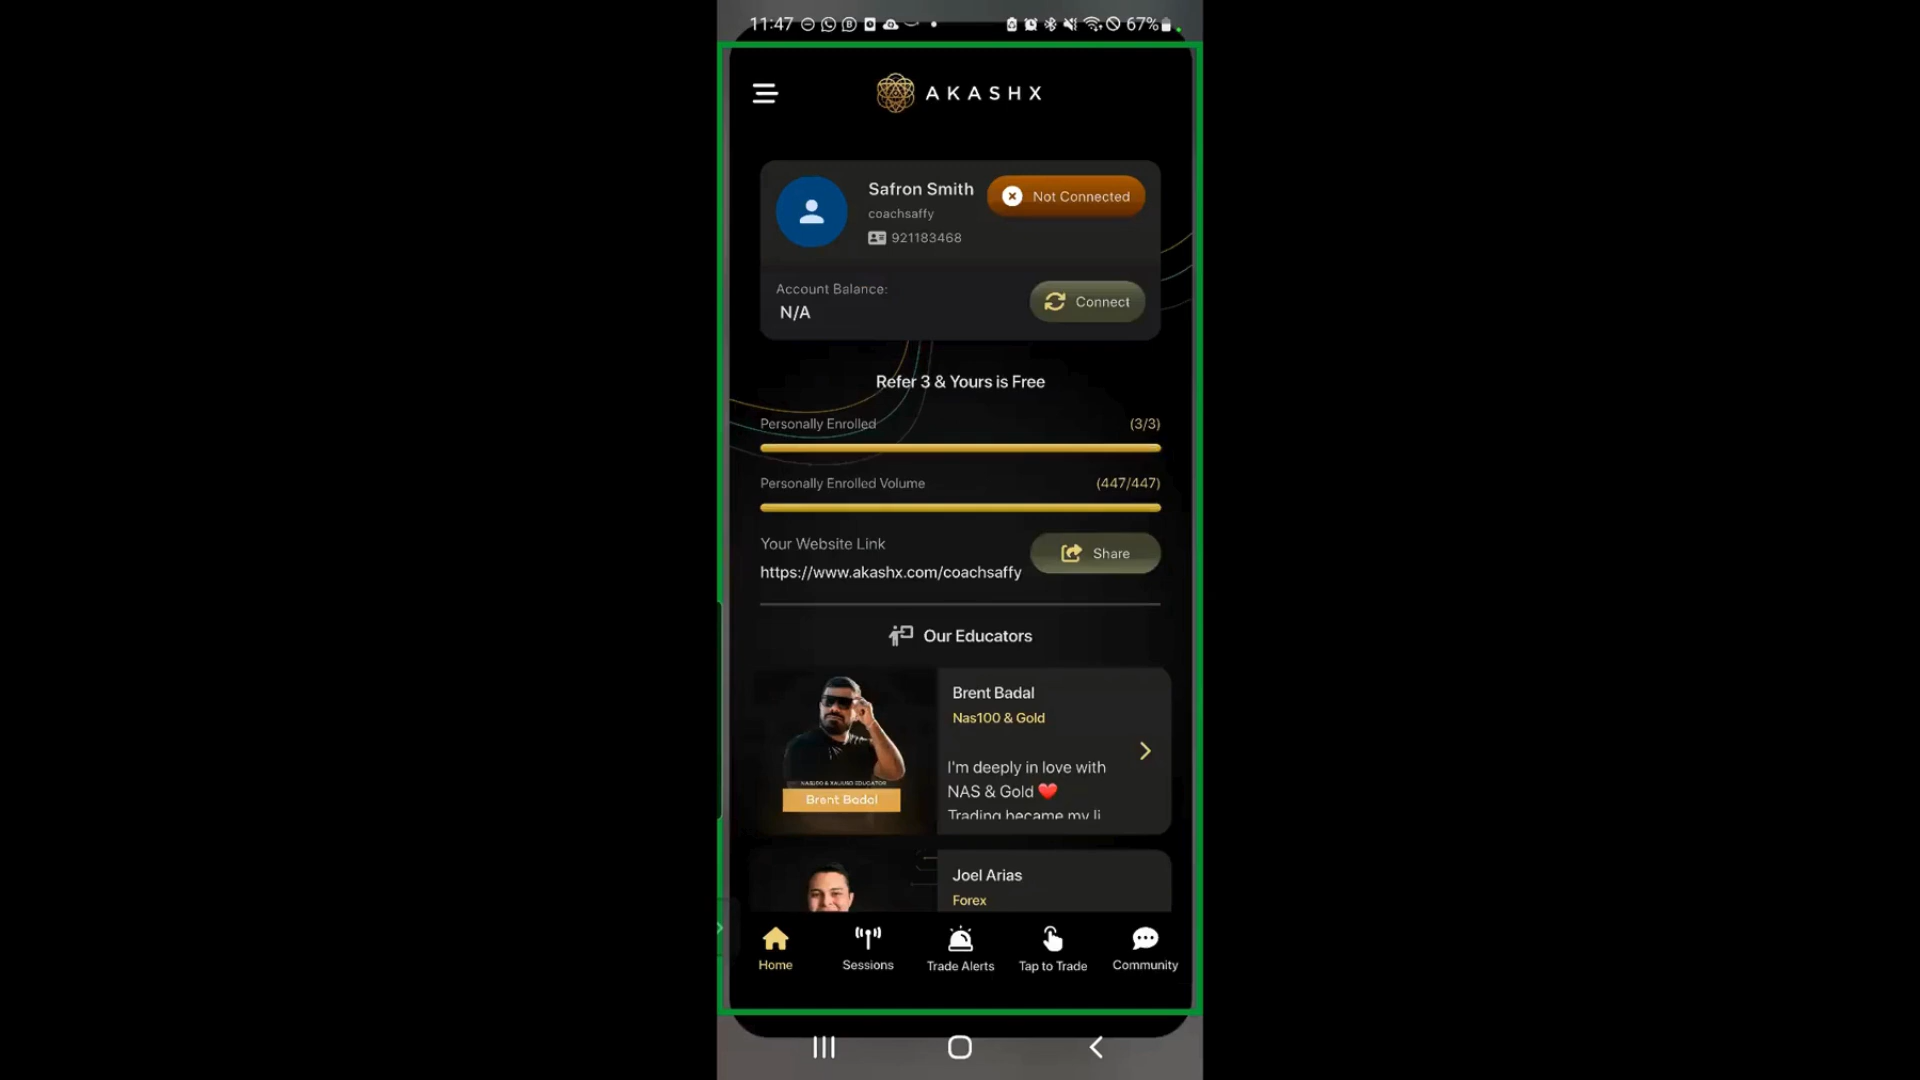 11:47
67%
AKASHX
Safron Smith
Not Connected
coachsaffy
921183468
Account Balance:
N/A
Connect
Refer 3 & Yours is Free
Personally Enrolled
(3/3)
Personally Enrolled Volume
(447/447)
Your Website Link
Share
https://www.akashx.com/coachsaffy
Our Educators
Brent Badal
Nas100 & Gold
I'm deeply in love with
NAS & Gold ❤️
Trading became my li
NAS100 & XAUUSD EDUCATOR
Brent Badal
Joel Arias
Forex
Home
Sessions
Trade Alerts
Tap to Trade
Community